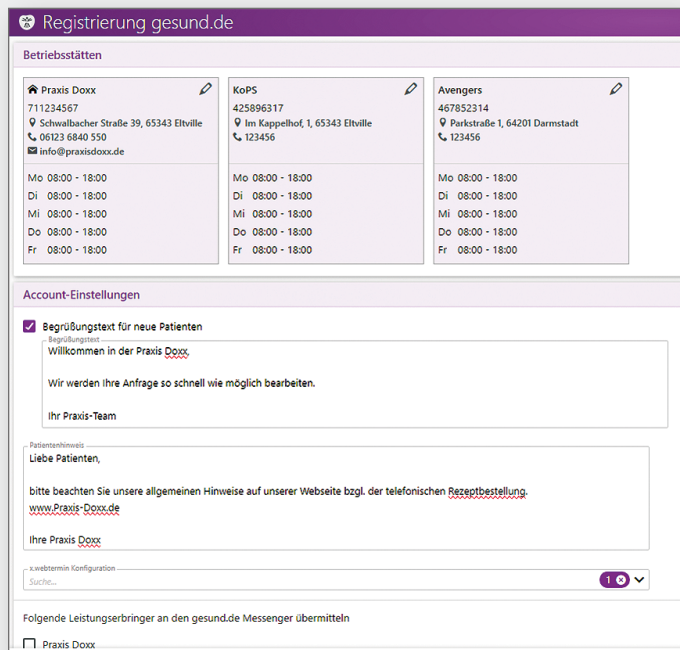 Registrierung gesund.de
Betriebsstätten
Praxis Doxx
711234567
Schwalbacher Straße 39, 65343 Eltville
06123 6840 550
info@praxisdoxx.de
Mo 08:00 - 18:00
Di 08:00 - 18:00
Mi 08:00 - 18:00
Do 08:00 - 18:00
Fr 08:00 - 18:00
KoPS
425896317
Im Kappelhof, 1, 65343 Eltville
123456
Mo 08:00 - 18:00
Di 08:00 - 18:00
Mi 08:00 - 18:00
Do 08:00 - 18:00
Fr 08:00 - 18:00
Avengers
467852314
Parkstraße 1, 64201 Darmstadt
123456
Mo 08:00 - 18:00
Di 08:00 - 18:00
Mi 08:00 - 18:00
Do 08:00 - 18:00
Fr 08:00 - 18:00
Account-Einstellungen
Begrüßungstext für neue Patienten
Begrüßungstext
Willkommen in der Praxis Doxx,
Wir werden Ihre Anfrage so schnell wie möglich bearbeiten.
Ihr Praxis-Team
Patientenhinweis
Liebe Patienten,
bitte beachten Sie unsere allgemeinen Hinweise auf unserer Webseite bzgl. der telefonischen Rezeptbestellung.
www.Praxis-Doxx.de
Ihre Praxis Doxx
x.webtermin Konfiguration
Suche... 1
Folgende Leistungserbringer an den gesund.de Messenger übermitteln
Praxis Doxx